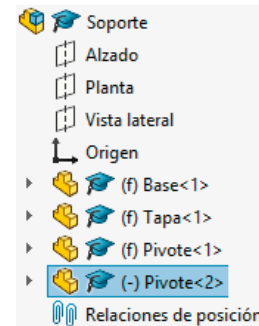 Soporte
Alzado
Planta
Vista lateral
Origen
(f) Base<1>
(f) Tapa<1>
(f) Pivote<1>
(-) Pivote<2>
Relaciones de posición